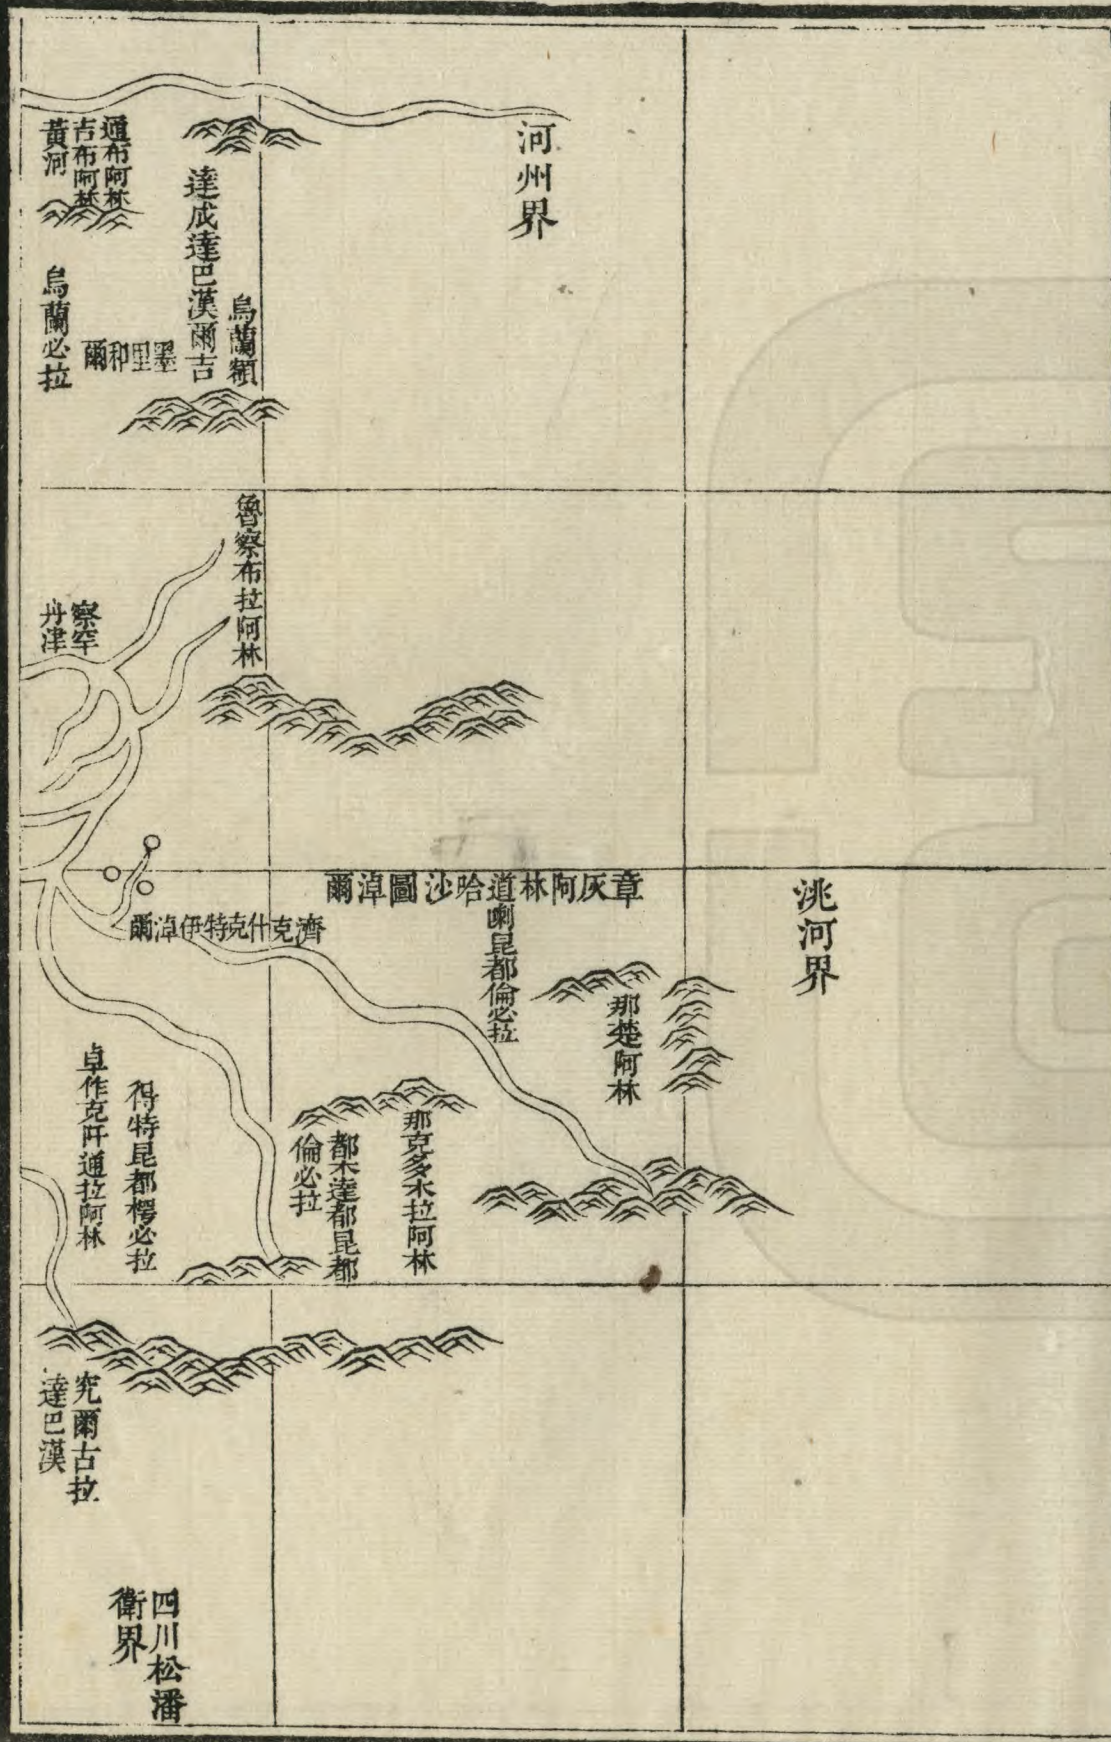 河州界
通布阿林
吉布阿林
黃河
烏蘭額
達成達巴漢爾吉
墨里和爾
烏蘭必拉
魯察布拉阿林
察罕
丹津
洮河界
章灰阿林道哈沙圖淖爾
喇昆都倫必拉
那楚阿林
濟克什克特伊淖爾
那克多木拉阿林
都木達都昆都
倫必拉
得特昆都楞必拉
卓作克阡通拉阿林
究爾古拉
達巴漢
四川松潘
衛界